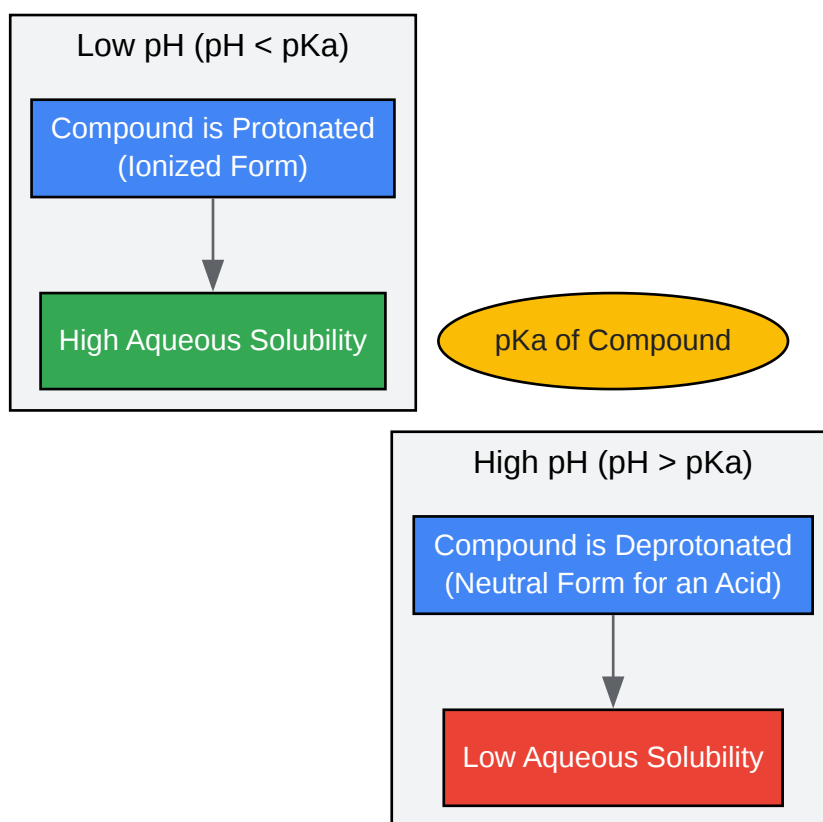 Low pH (pH < pKa)
Compound is Protonated
(Ionized Form)
High Aqueous Solubility
pKa of Compound
High pH (pH > pKa)
Compound is Deprotonated
(Neutral Form for an Acid)
Low Aqueous Solubility